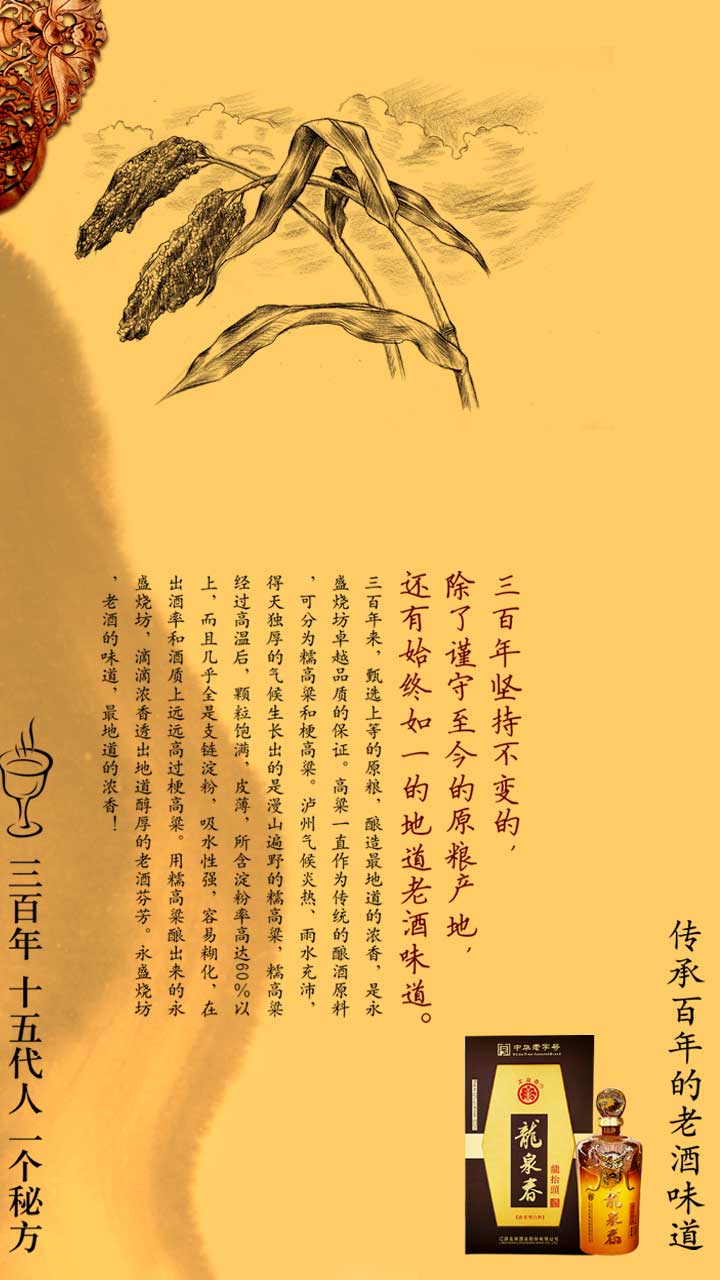 三百年坚持不变的，
除了谨守至今的原粮产地，
还有始终如一的地道老酒味道。
三百年来，甄选上等的原粮，酿造最地道的浓香，是永
盛烧坊卓越品质的保证。高粱一直作为传统的酿酒原料
，可分为糯高粱和梗高粱。泸州气候炎热、雨水充沛，
得天独厚的气候生长出的是漫山遍野的糯高粱，糯高粱
经过高温后，颗粒饱满，皮薄，所含淀粉率高达60%以
上，而且几乎全是支链淀粉，吸水性强，容易糊化，在
出酒率和酒质上远远高过梗高粱。用糯高粱酿出来的永
盛烧坊，滴滴浓香透出地道醇厚的老酒芬芳。永盛烧坊
，老酒的味道，最地道的浓香！
三百年 十五代人 一个秘方
传承百年的老酒味道
中华老字号
China Time-honored Brand
龍泉春
龍抬頭
龍泉春